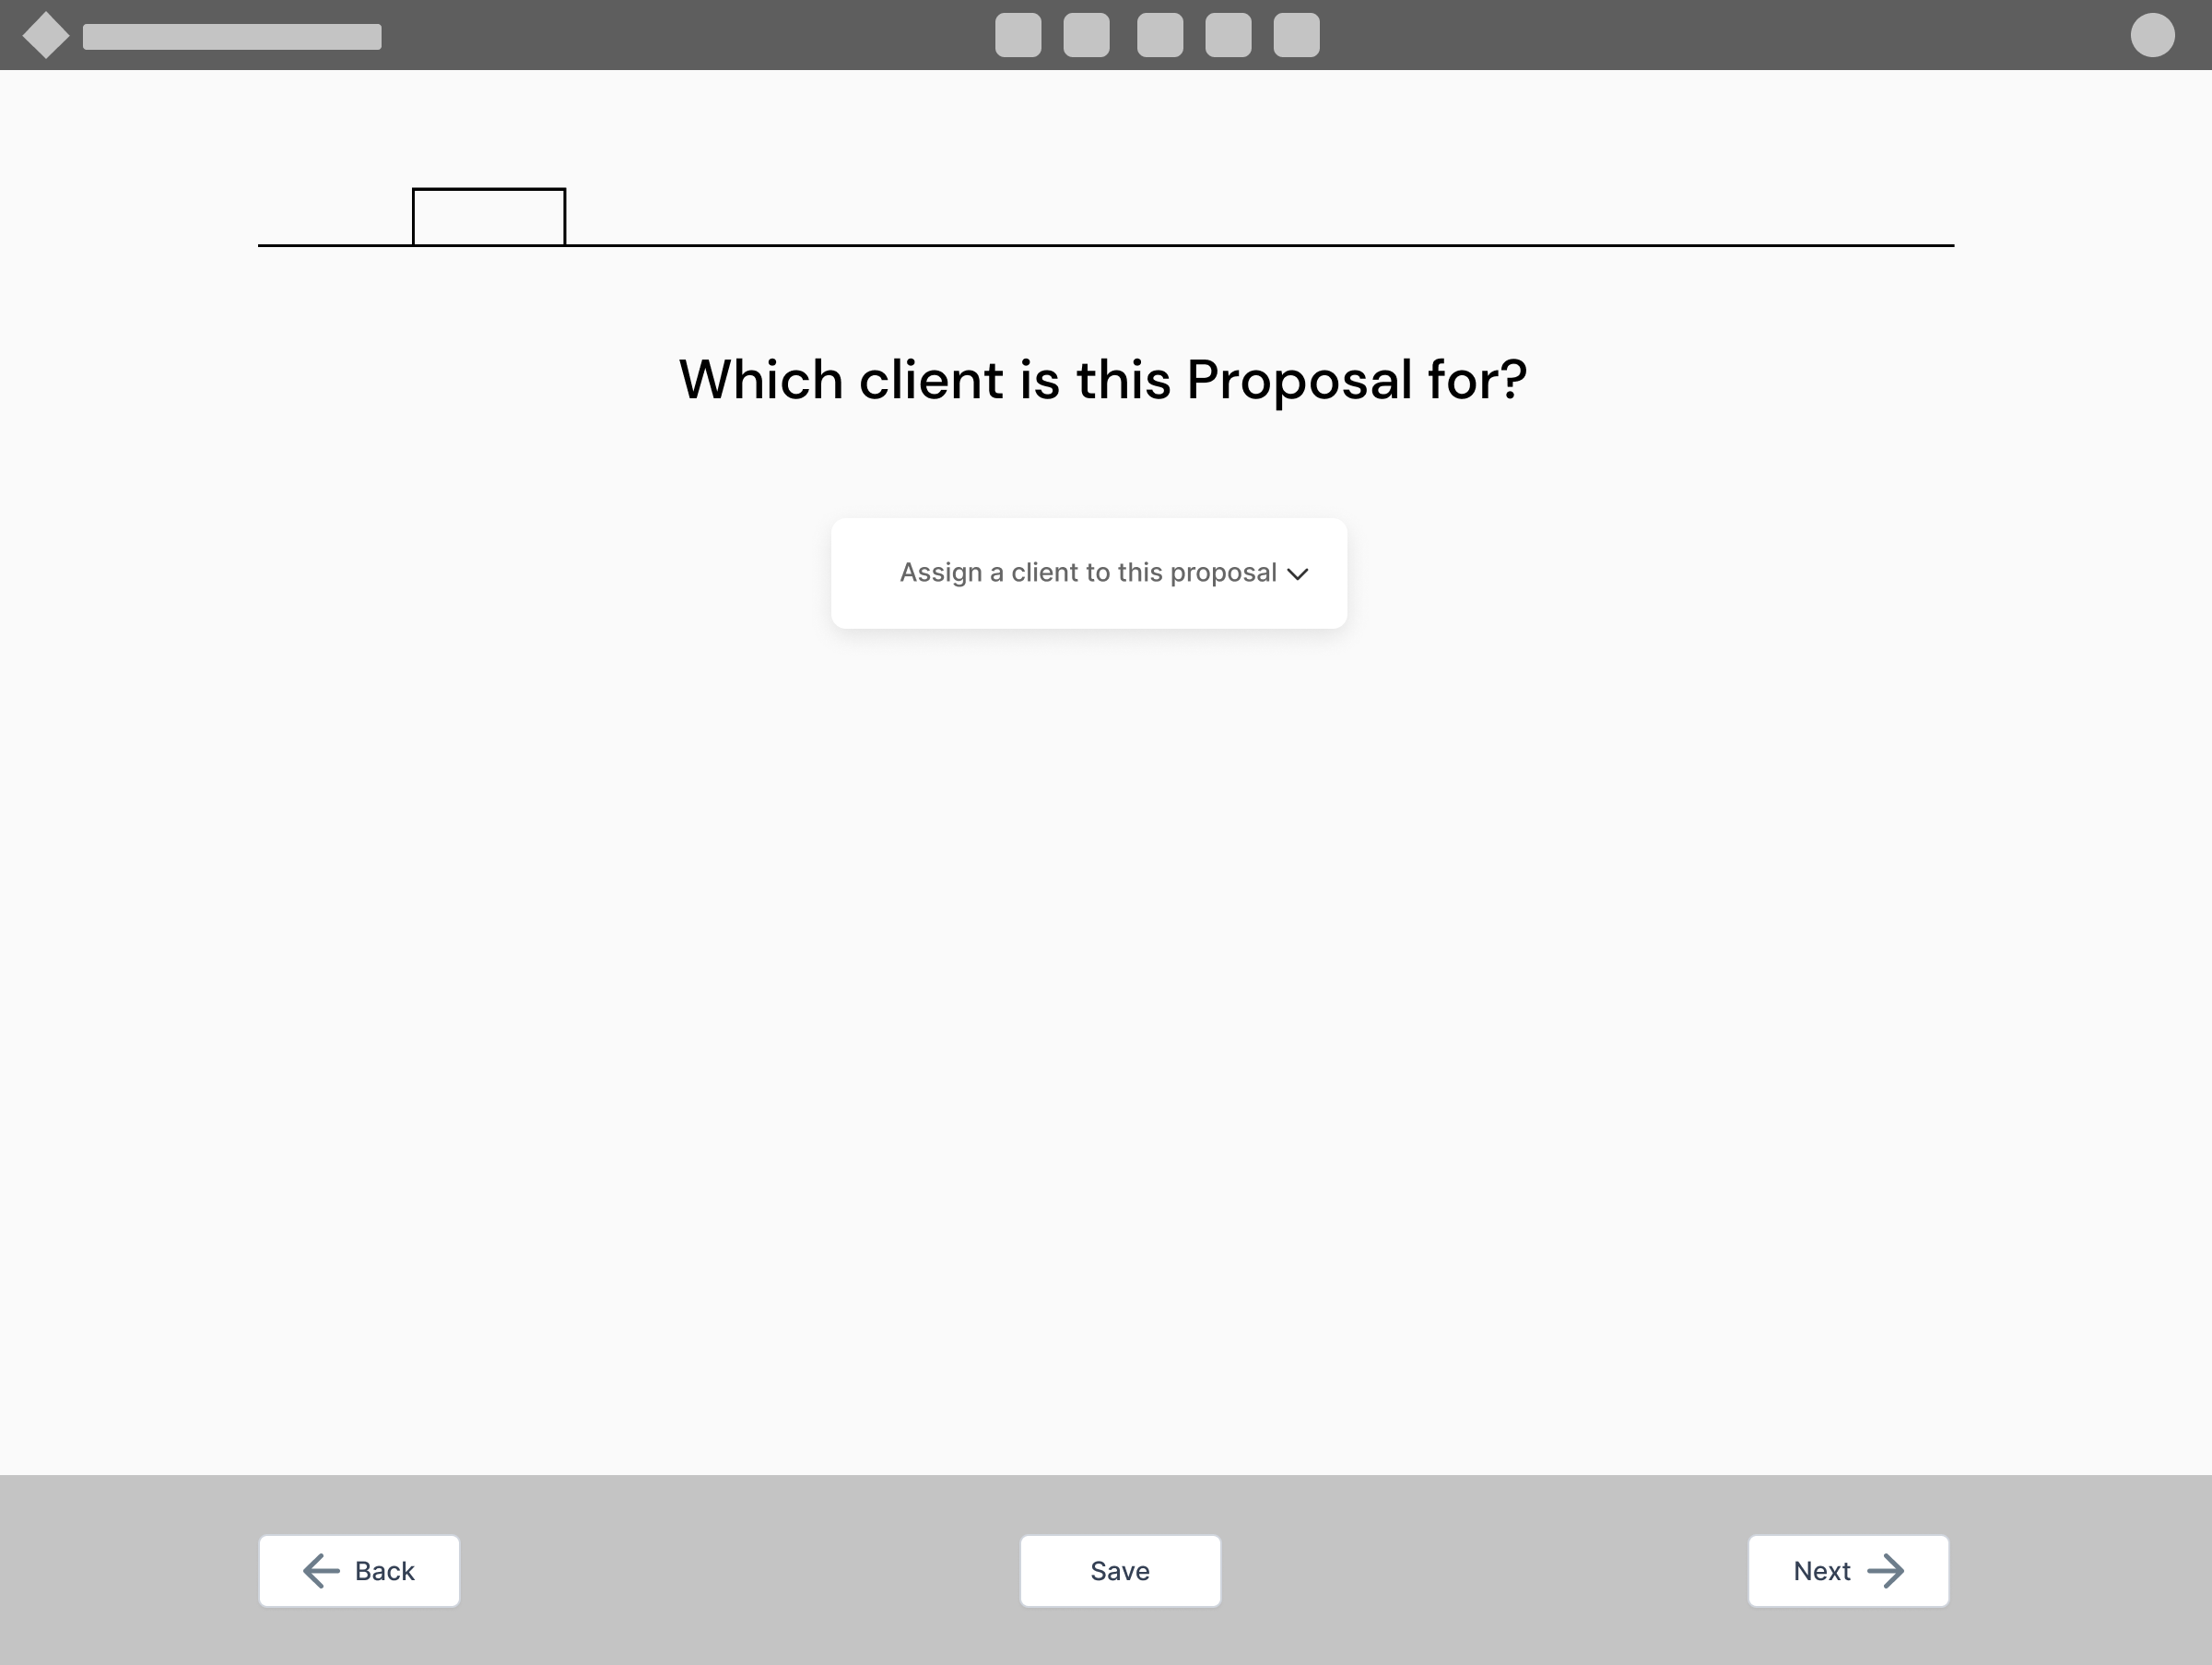 Which client is this Proposal for?
Assign a client to this proposal
Back
Save
Next